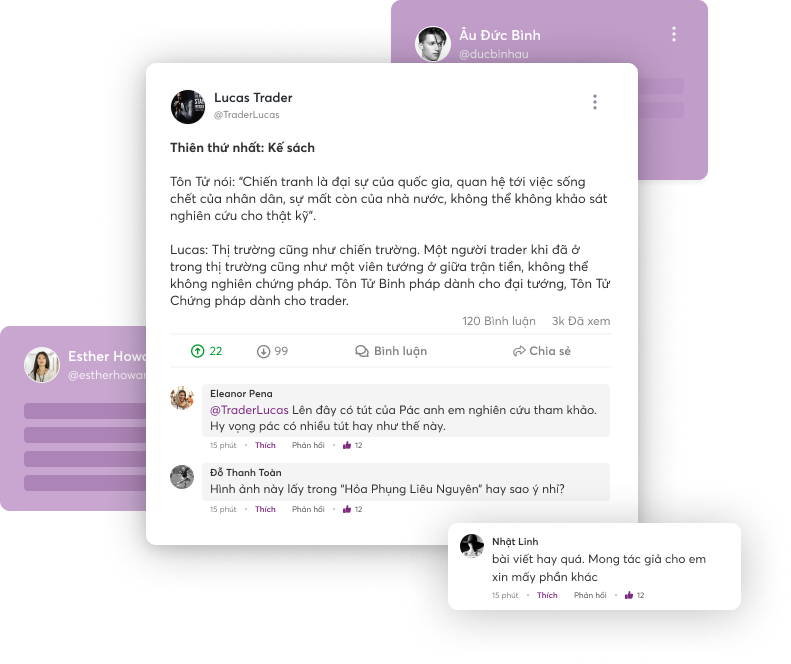 Âu Đức Bình
@ducbinhau
Lucas Trader
@TraderLucas
Thiên thứ nhất: Kế sách
Tôn Tử nói: “Chiến tranh là đại sự của quốc gia, quan hệ tới việc sống
chết của nhân dân, sự mất còn của nhà nước, không thể không khảo sát
nghiên cứu cho thật kỹ”.
Lucas: Thị trường cũng như chiến trường. Một người trader khi đã ở
trong thị trường cũng như một viên tướng ở giữa trận tiền, không thể
không nghiên chứng pháp. Tôn Tử Binh pháp dành cho đại tướng, Tôn Tử
Chứng pháp dành cho trader.
120 Bình luận 3k Đã xem
22 99 Bình luận Chia sẻ
Esther Howa
@estherhowar
Eleanor Pena
@TraderLucas Lên đây có tút của Pác anh em nghiên cứu tham khảo.
Hy vọng pác có nhiều tút hay như thế này.
15 phút • Thích Phản hồi • 12
Đỗ Thanh Toàn
Hình ảnh này lấy trong “Hỏa Phụng Liêu Nguyên” hay sao ý nhỉ?
15 phút • Thích Phản hồi • 12
Nhật Linh
bài viết hay quá. Mong tác giả cho em
xin mấy phần khác
15 phút • Thích Phản hồi • 12